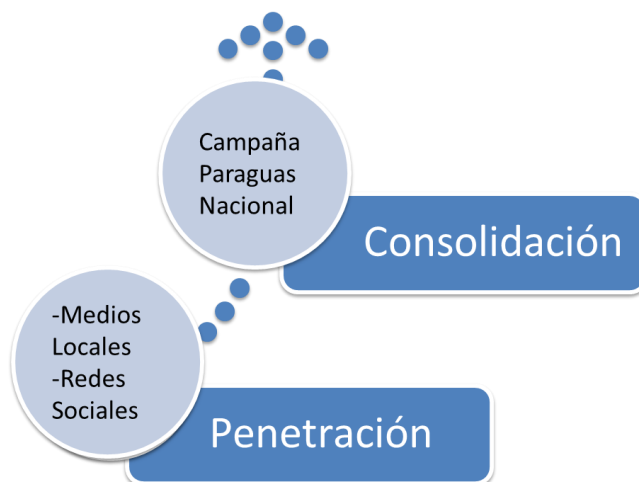 Campaña
Paraguas
Nacional
Consolidación
-Medios
Locales
-Redes
Sociales
Penetración